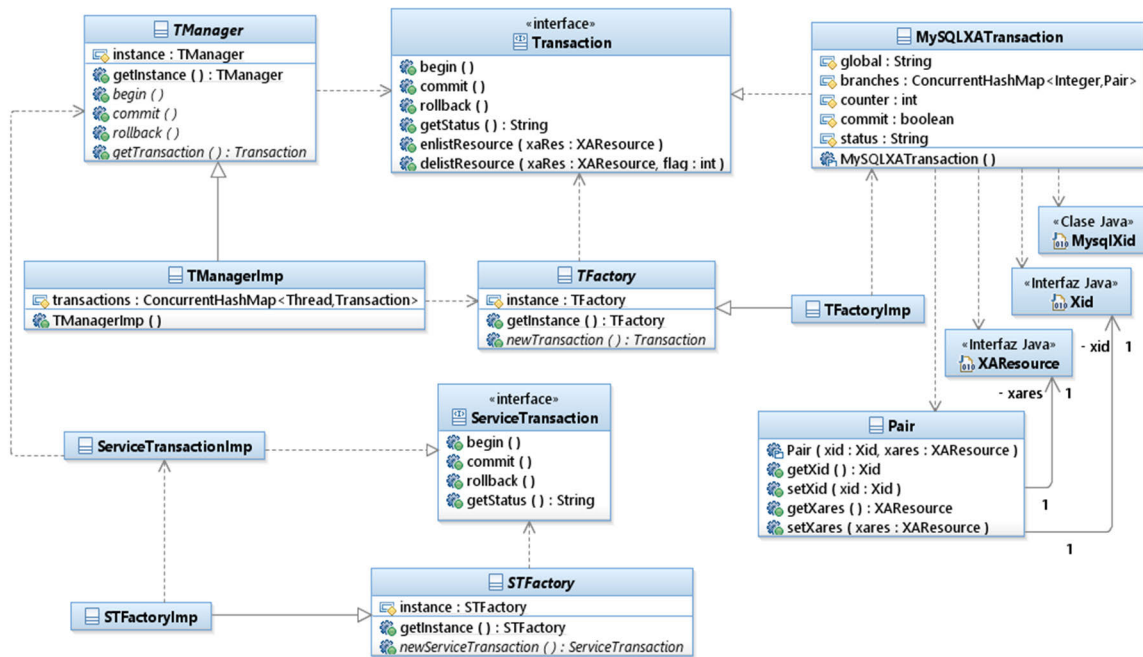 TManager
instance : TManager
getInstance ( ) : TManager
begin ( )
commit ( )
rollback ( )
getTransaction ( ) : Transaction
«interface»
Transaction
begin ( )
commit ( )
rollback ( )
getStatus ( ) : String
enlistResource ( xaRes : XAResource )
delistResource ( xaRes : XAResource, flag : int )
MySQLXATransaction
global : String
branches : ConcurrentHashMap<Integer,Pair>
counter : int
commit : boolean
status : String
MySQLXATransaction ( )
«Clase Java»
MysqlXid
TManagerImp
transactions : ConcurrentHashMap<Thread,Transaction>
TManagerImp ( )
TFactory
instance : TFactory
getInstance ( ) : TFactory
newTransaction ( ) : Transaction
TFactoryImp
«Interfaz Java»
Xid
«Interfaz Java»
XAResource
- xid
1
- xares
1
«interface»
ServiceTransaction
begin ( )
commit ( )
rollback ( )
getStatus ( ) : String
ServiceTransactionImp
Pair
Pair ( xid : Xid, xares : XAResource )
getXid ( ) : Xid
setXid ( xid : Xid )
getXares ( ) : XAResource
setXares ( xares : XAResource )
1
1
STFactoryImp
STFactory
instance : STFactory
getInstance ( ) : STFactory
newServiceTransaction ( ) : ServiceTransaction